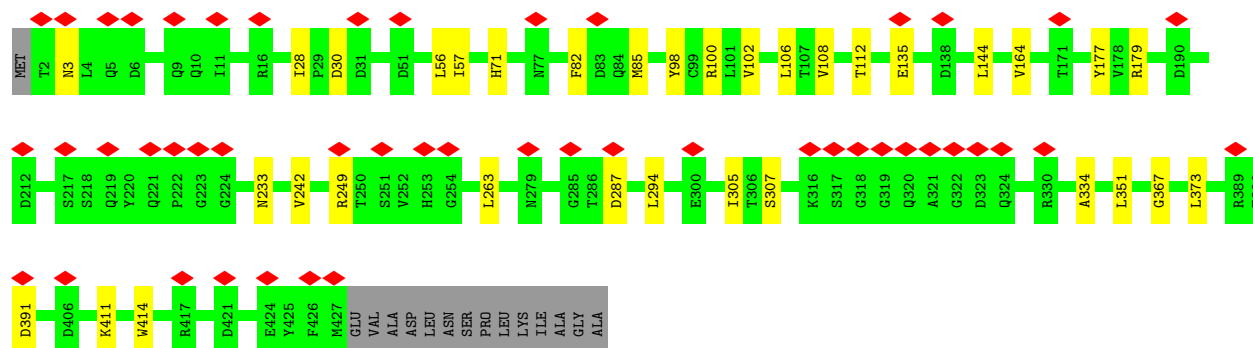 MET T2 N3 L4 Q5 D6 Q9 Q10 I11 R16 I28 P29 D30 D31 D51 L56 I57 H71 N77 F82 D83 Q84 M85 Y98 C99 R100 L101 V102 L106 T107 V108 T112 E135 D138 L144 V164 T171 Y177 V178 R179 D190
D212 S217 S218 Q219 Y220 Q221 P222 G223 G224 N233 V242 R249 T250 S251 V252 H253 G254 L263 N279 G285 T286 D287 L294 E300 I305 T306 S307 K316 S317 G318 G319 Q320 A321 G322 D323 Q324 R330 A334 L351 G367 L373 R389
D391 D406 K411 W414 R417 D421 E424 Y425 F426 M427 GLU VAL ALA ASP LEU ASN SER PRO LEU LYS ILE ALA GLY ALA